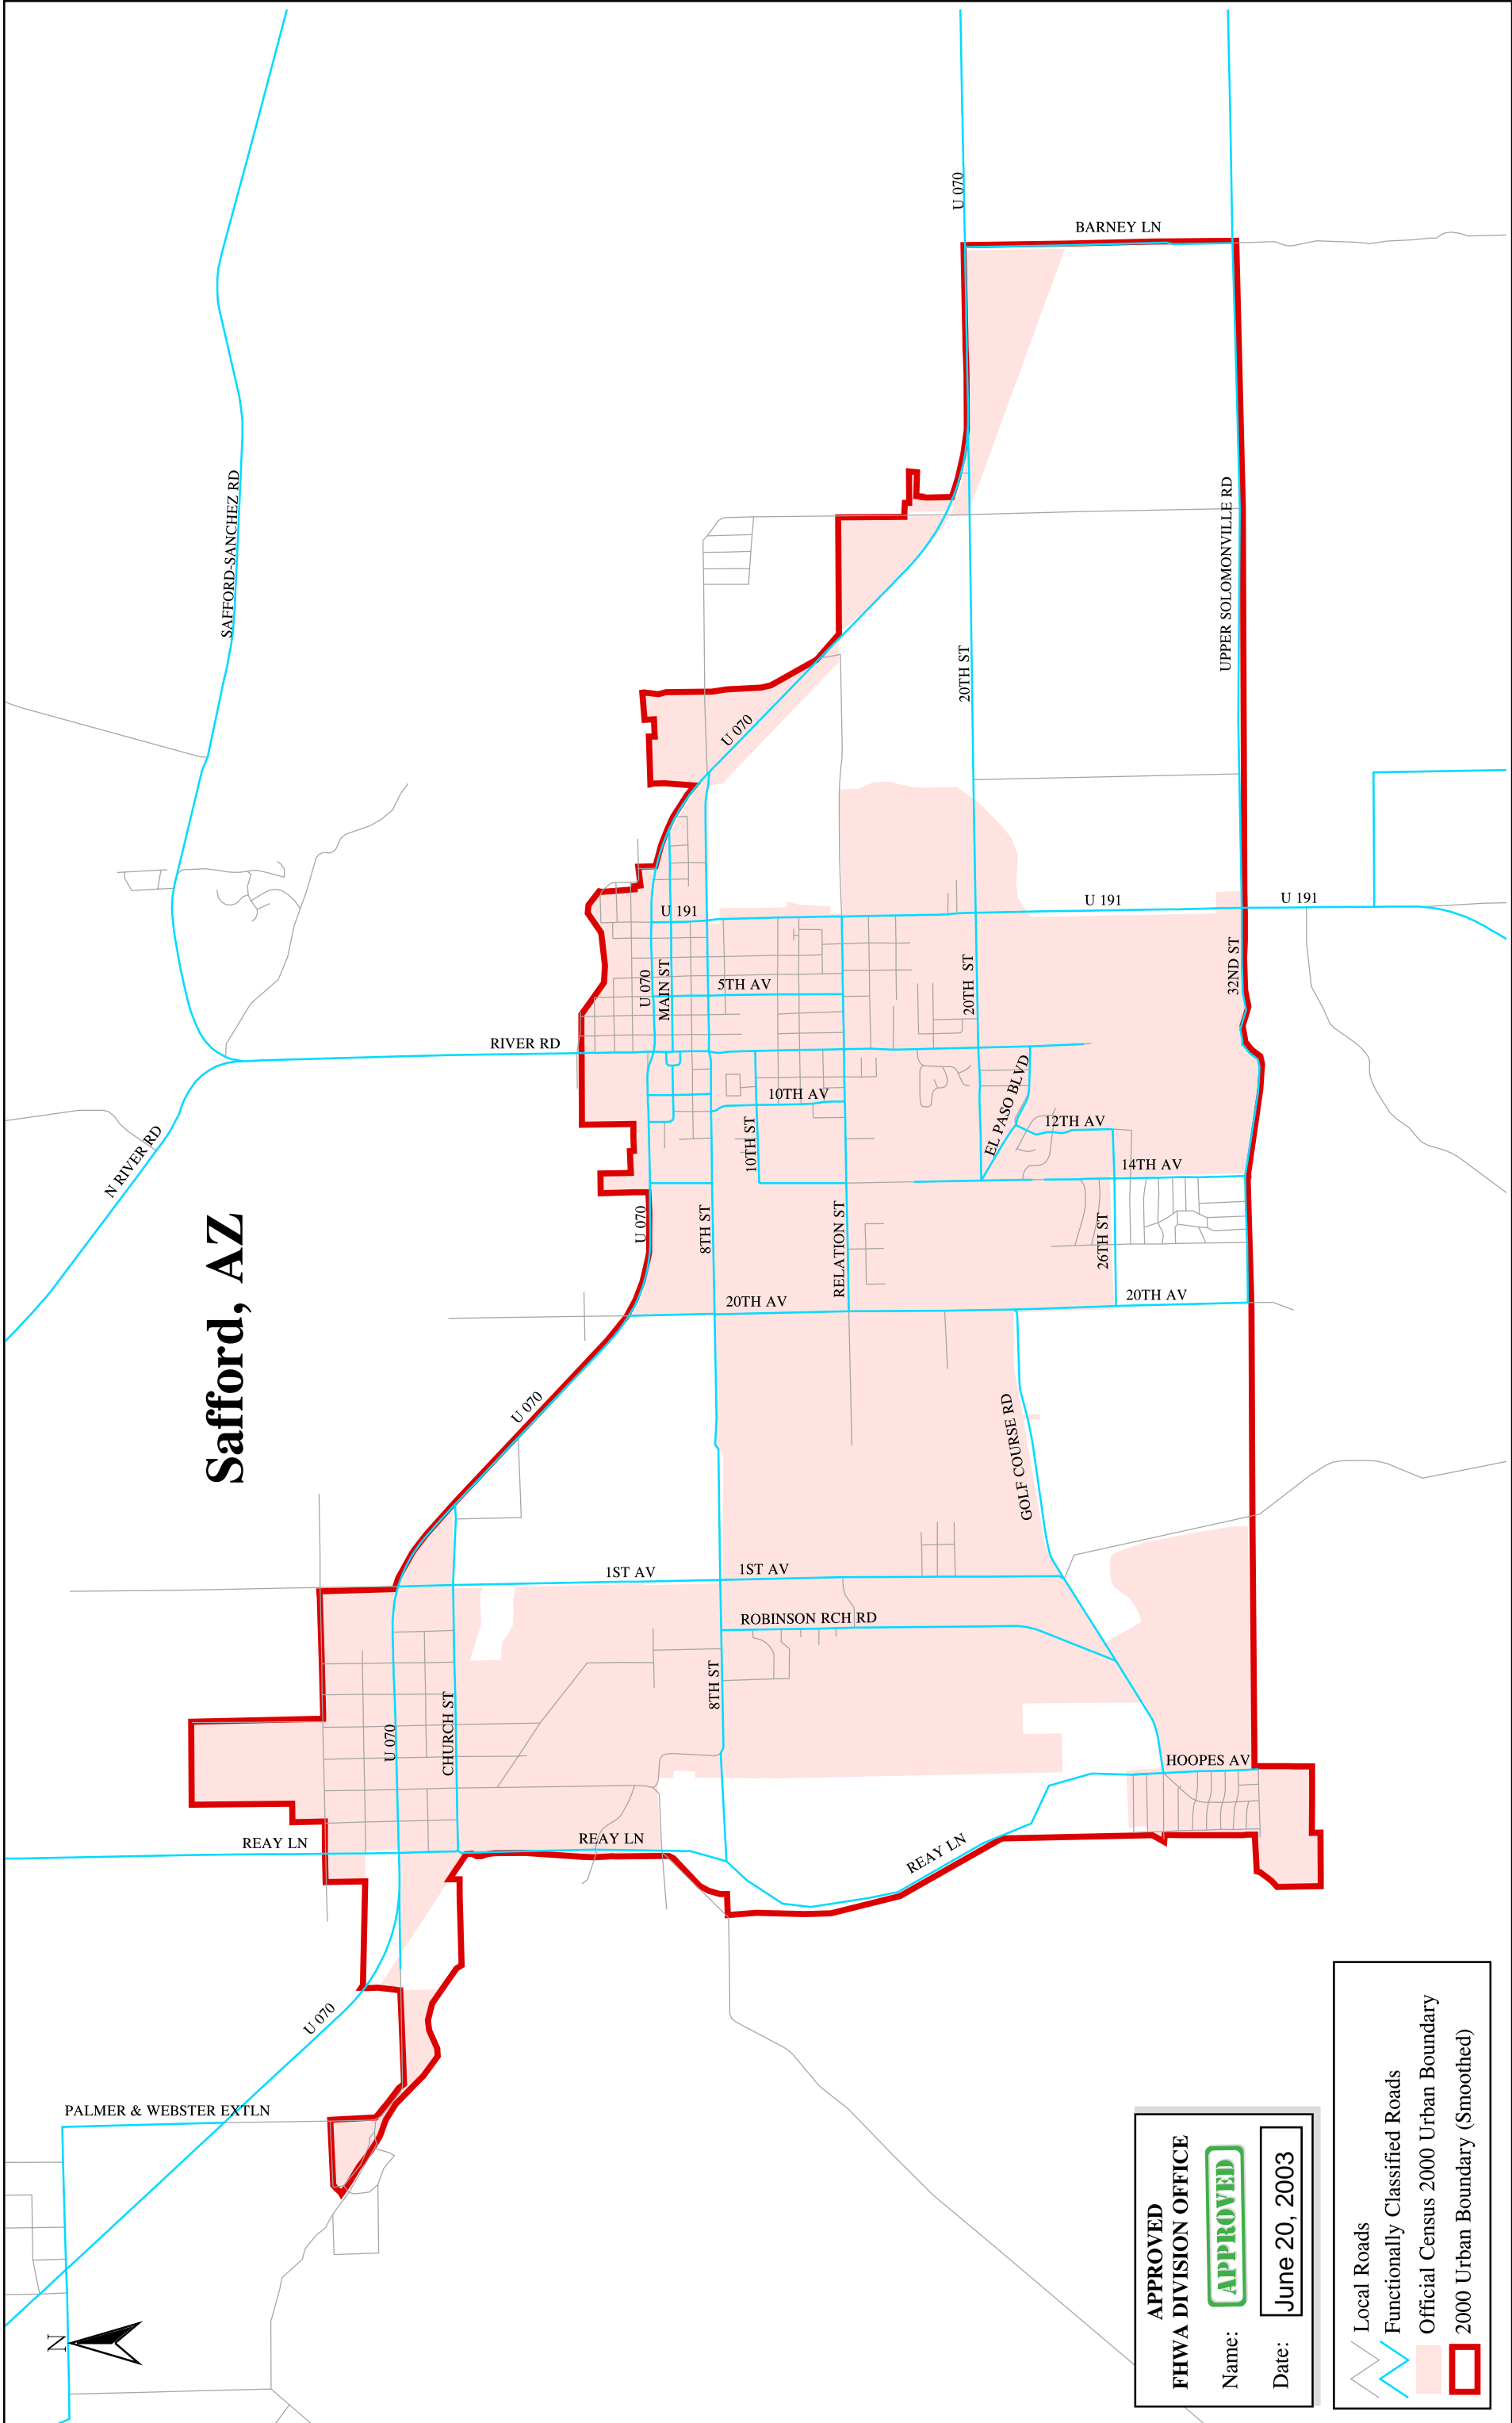 Safford, AZ
N
PALMER & WEBSTER EXTLN
U 070
REAY LN
REAY LN
REAY LN
U 070
CHURCH ST
8TH ST
HOOPES AV
ROBINSON RCH RD
1ST AV
1ST AV
GOLF COURSE RD
U 070
20TH AV
20TH AV
U 070
8TH ST
RELATION ST
26TH ST
14TH AV
12TH AV
10TH ST
10TH AV
EL PASO BLVD
N RIVER RD
RIVER RD
U 070
MAIN ST
5TH AV
20TH ST
32ND ST
U 191
U 191
U 191
SAFFORD-SANCHEZ RD
U 070
20TH ST
UPPER SOLOMONVILLE RD
U 070
BARNEY LN
APPROVED
FHWA DIVISION OFFICE
Name: APPROVED
Date: June 20, 2003
Local Roads
Functionally Classified Roads
Official Census 2000 Urban Boundary
2000 Urban Boundary (Smoothed)